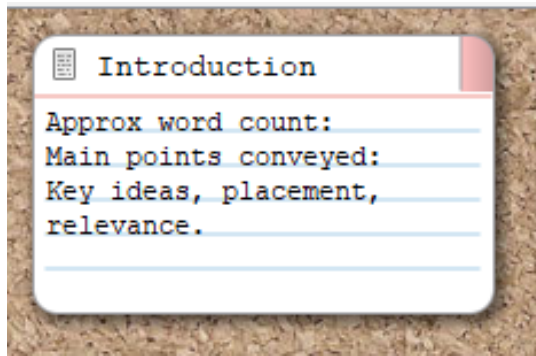 Introduction
Approx word count:
Main points conveyed:
Key ideas, placement,
relevance.